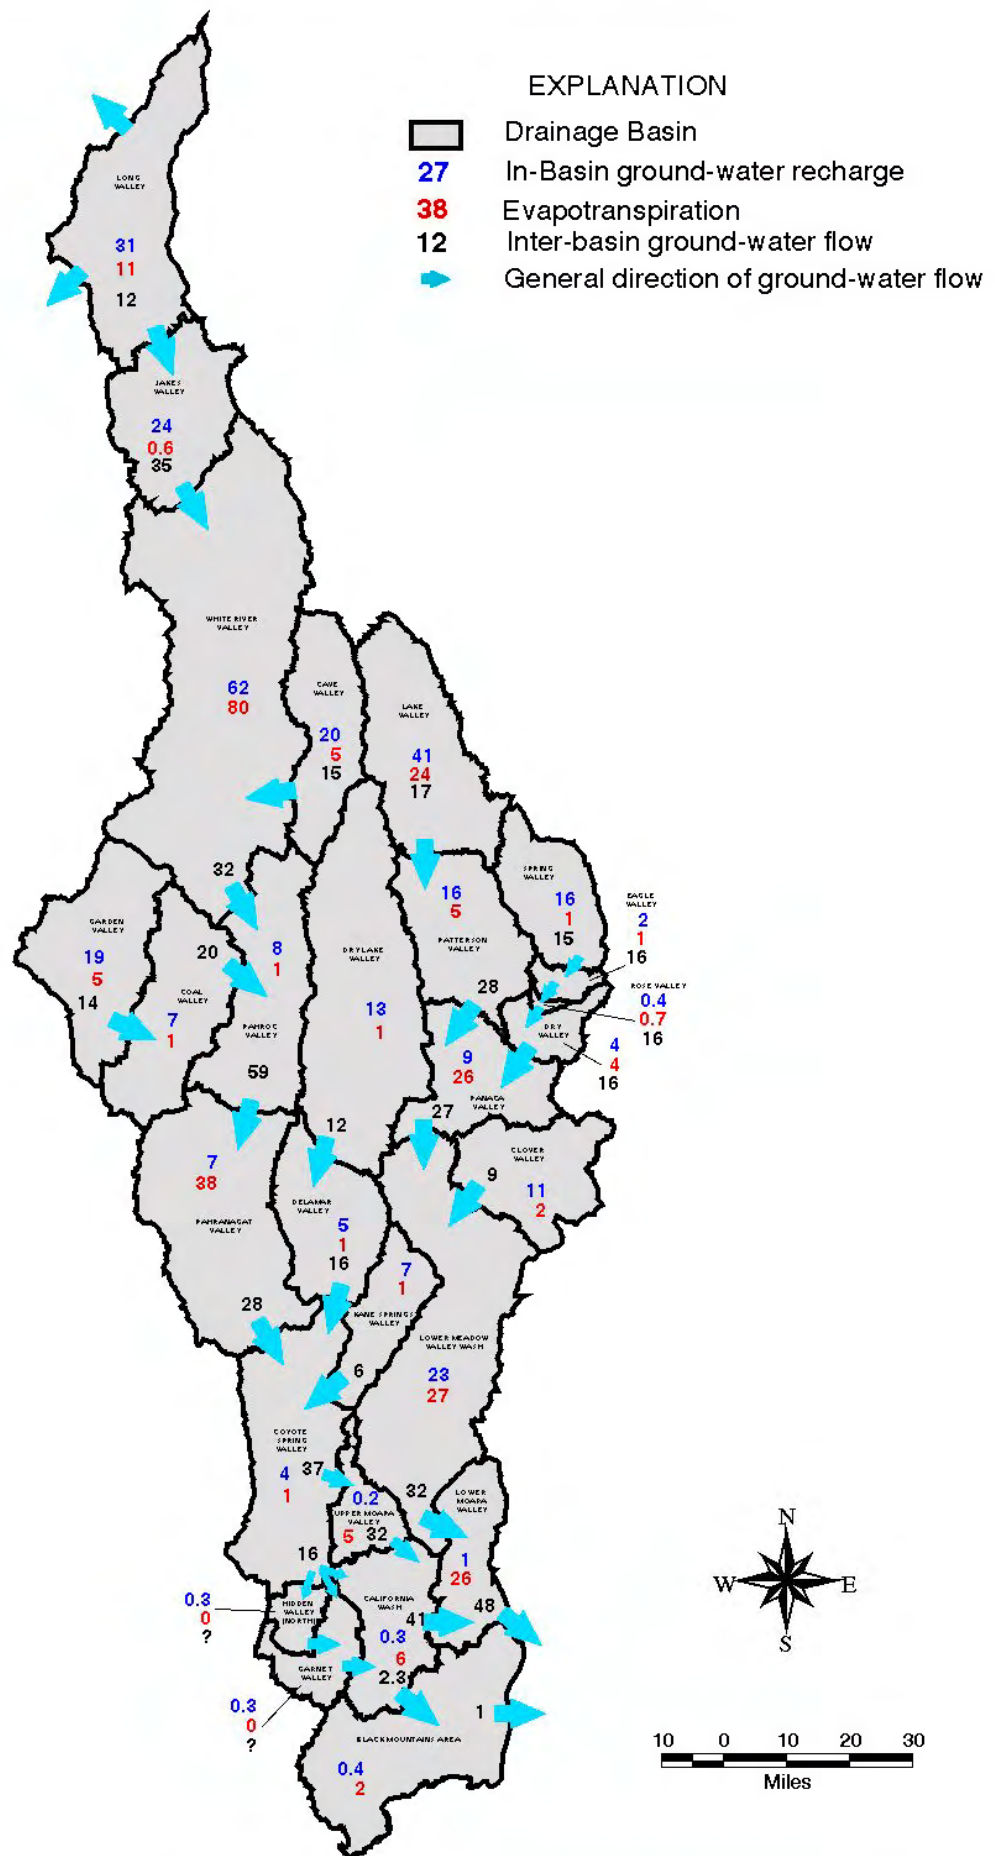 EXPLANATION
Drainage Basin
27 In-Basin ground-water recharge
38 Evapotranspiration
12 Inter-basin ground-water flow
General direction of ground-water flow
LONG
VALLEY
31
11
12
JAKES
VALLEY
24
0.6
35
WHITE RIVER
VALLEY
62
80
32
CAVE
VALLEY
20
5
15
LAKE
VALLEY
41
24
17
SPRING
VALLEY
16
1
15
EAGLE
VALLEY
2
1
16
16
5
PATTERSON
VALLEY
28
ROSE VALLEY
0.4
0.7
16
DRY
VALLEY
4
4
16
GARDEN
VALLEY
19
5
14
20
COAL
VALLEY
7
1
8
1
PAHROC
VALLEY
59
DRY LAKE
VALLEY
13
1
12
9
26
PANACA
VALLEY
27
CLOVER
VALLEY
9
11
2
7
38
PAHRANAGAT
VALLEY
28
DELAMAR
VALLEY
5
1
16
7
1
KANE SPRINGS
VALLEY
6
LOWER MEADOW
VALLEY WASH
23
27
32
COYOTE
SPRING
VALLEY
4
37
1
16
0.2
UPPER MOAPA
VALLEY
5
32
LOWER
MOAPA
VALLEY
1
26
48
0.3
0
?
HIDDEN
VALLEY
(NORTH)
CALIFORNIA
WASH
41
0.3
6
2.3
GARNET
VALLEY
0.3
0
?
1
BLACK MOUNTAINS AREA
0.4
2
N
W
E
S
10 0 10 20 30
Miles